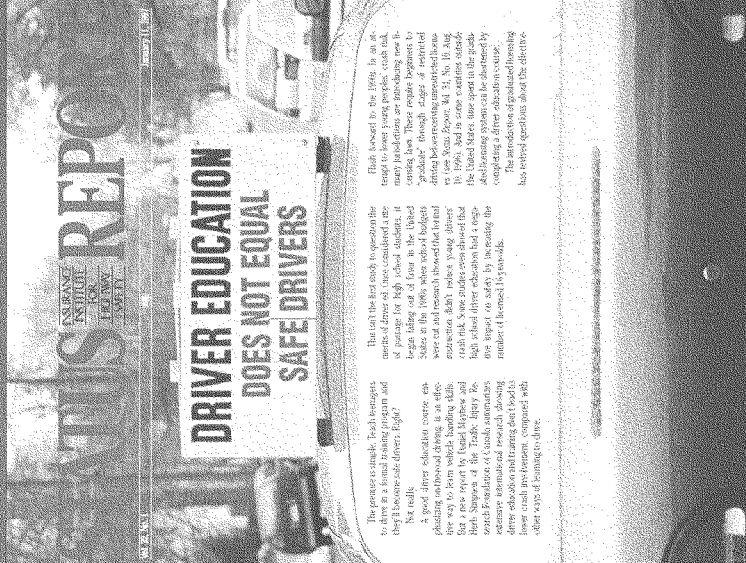 STATUS REPORT
INSURANCE
INSTITUTE
FOR
HIGHWAY
SAFETY
Vol. 32, No. 1
January 11, 1997
DRIVER EDUCATION
DOES NOT EQUAL
SAFE DRIVERS
The premise is simple. Teach teenagers
to drive in a formal training program and
they'll become safe drivers. Right?
Not really.
A good driver education course, em-
phasizing on-the-road driving, is an effec-
tive way to learn vehicle handling skills.
But a new report by Daniel Mayhew and
Herb Simpson of the Traffic Injury Re-
search Foundation of Canada summarizes
extensive international research showing
driver education and training don't lead to
lower crash involvement, compared with
other ways of learning to drive.
This isn't the first study to question the
merits of driver ed. Once considered a rite
of passage for high school students, it
began falling out of favor in the United
States in the 1980s when school budgets
were cut and research showed that formal
instruction didn't reduce young drivers'
crash risk. Some studies even showed that
high school driver education had a nega-
tive impact on safety by increasing the
number of licensed 16-year-olds.
Flash forward to the 1990s. In an at-
tempt to lower young peoples' crash risk,
many jurisdictions are introducing new li-
censing laws. These require beginners to
"graduate" through stages of restricted
driving before receiving unrestricted licens-
es (see Status Report, Vol. 31, No. 10, Aug.
10, 1996). And in some countries outside
the United States, time spent in the gradu-
ated licensing system can be shortened by
completing a driver education course.
The introduction of graduated licensing
has revived questions about the effective-